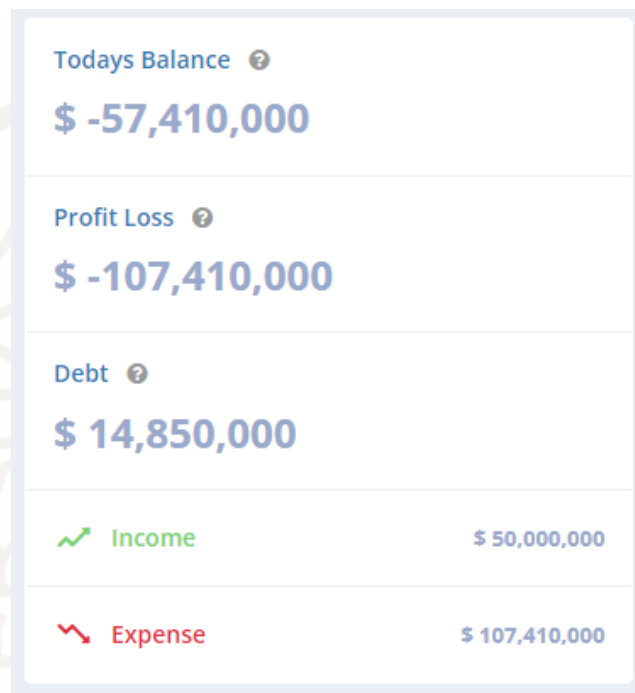 Todays Balance
$ -57,410,000
Profit Loss
$ -107,410,000
Debt
$ 14,850,000
Income $ 50,000,000
Expense $ 107,410,000